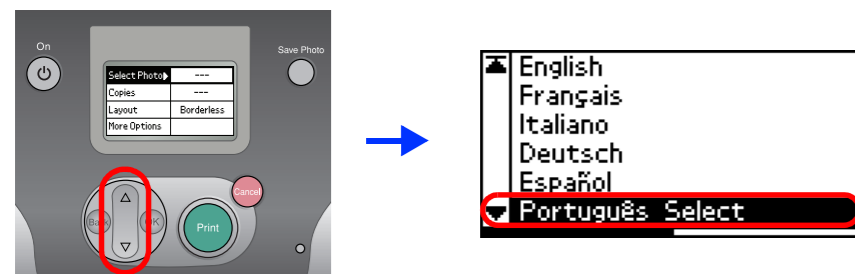 On
Save Photo
Select Photo ---
Copies ---
Layout Borderless
More Options
Cancel
Back OK
Print
English
Français
Italiano
Deutsch
Español
Português Select